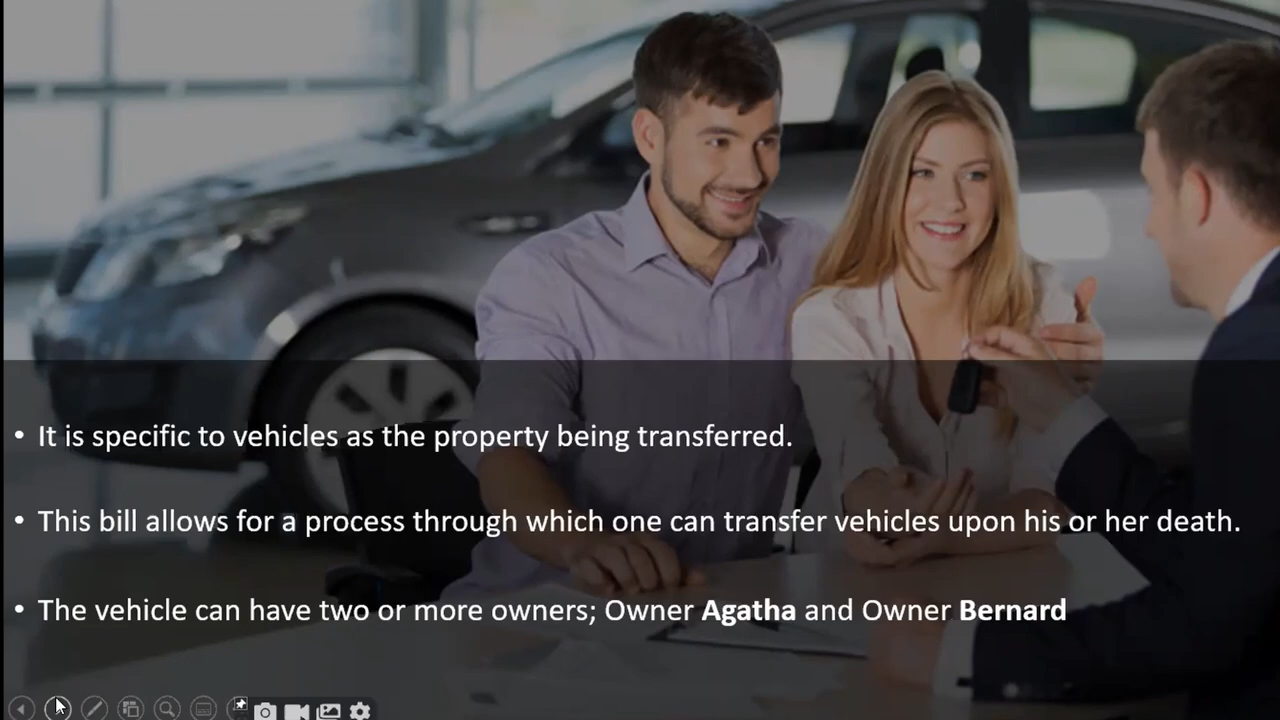 • It is specific to vehicles as the property being transferred.
• This bill allows for a process through which one can transfer vehicles upon his or her death.
• The vehicle can have two or more owners; Owner Agatha and Owner Bernard